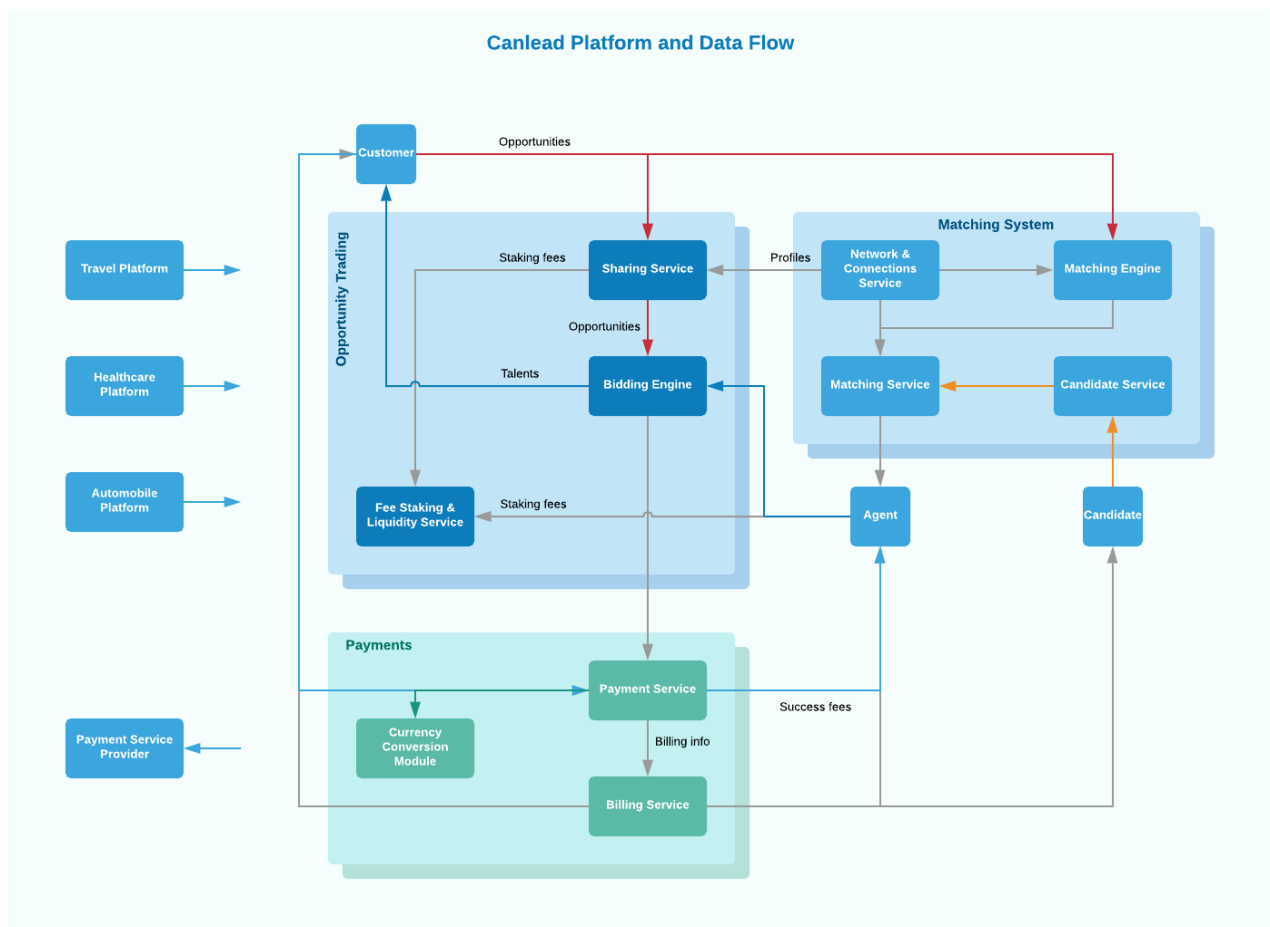 Canlead Platform and Data Flow
Customer
Opportunities
Opportunity Trading
Matching System
Travel Platform
Staking fees
Sharing Service
Profiles
Network &
Connections
Service
Matching Engine
Opportunities
Healthcare
Platform
Talents
Bidding Engine
Matching Service
Candidate Service
Automobile
Platform
Fee Staking &
Liquidity Service
Staking fees
Agent
Candidate
Payments
Payment Service
Success fees
Payment Service
Provider
Currency
Conversion
Module
Billing info
Billing Service